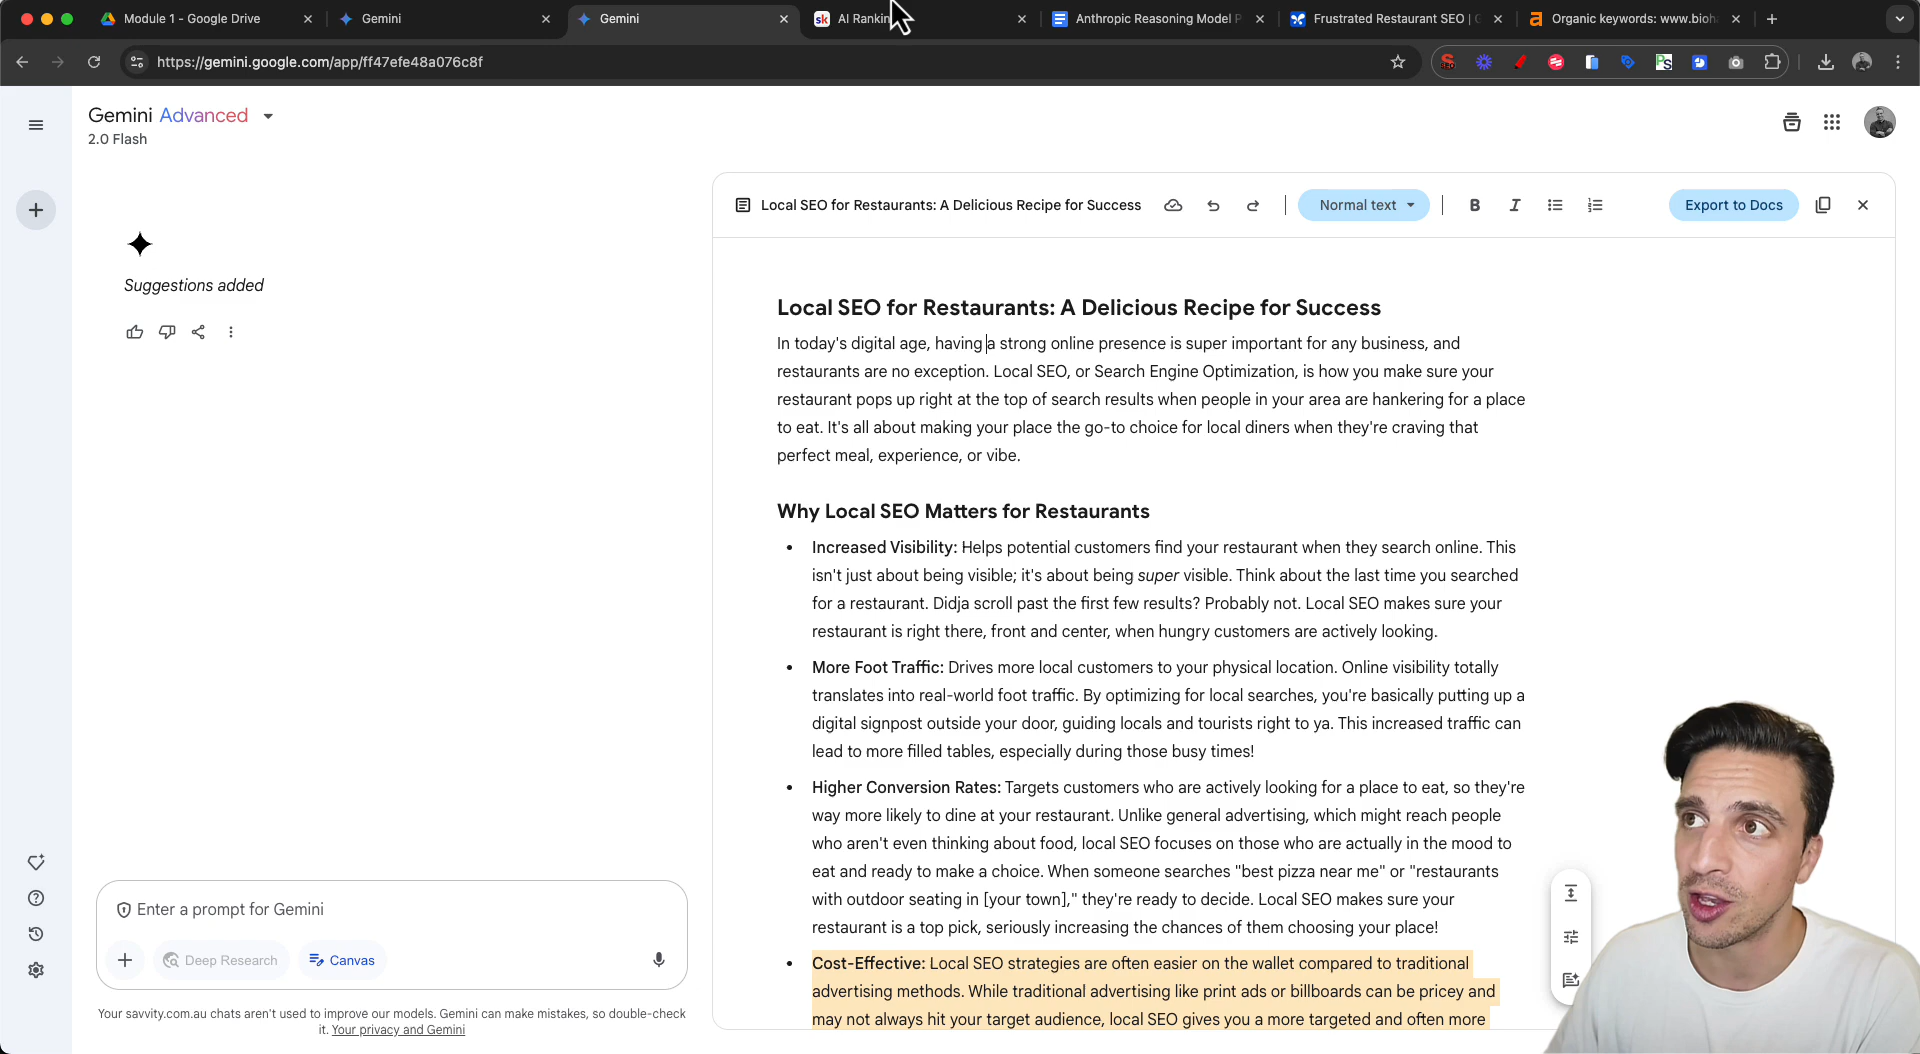 Module 1 - Google Drive
Gemini
Gemini
sk
AI Rankin
Anthropic Reasoning Model P
Frustrated Restaurant SEO |
Organic keywords: www.bioh
https://gemini.google.com/app/ff47efe48a076c8f
Gemini Advanced
2.0 Flash
Suggestions added
Local SEO for Restaurants: A Delicious Recipe for Success
Normal text
B
I
Export to Docs
Local SEO for Restaurants: A Delicious Recipe for Success
In today's digital age, having a strong online presence is super important for any business, and
restaurants are no exception. Local SEO, or Search Engine Optimization, is how you make sure your
restaurant pops up right at the top of search results when people in your area are hankering for a place
to eat. It's all about making your place the go-to choice for local diners when they're craving that
perfect meal, experience, or vibe.
Why Local SEO Matters for Restaurants
• Increased Visibility: Helps potential customers find your restaurant when they search online. This
isn't just about being visible; it's about being super visible. Think about the last time you searched
for a restaurant. Didja scroll past the first few results? Probably not. Local SEO makes sure your
restaurant is right there, front and center, when hungry customers are actively looking.
• More Foot Traffic: Drives more local customers to your physical location. Online visibility totally
translates into real-world foot traffic. By optimizing for local searches, you're basically putting up a
digital signpost outside your door, guiding locals and tourists right to ya. This increased traffic can
lead to more filled tables, especially during those busy times!
• Higher Conversion Rates: Targets customers who are actively looking for a place to eat, so they're
way more likely to dine at your restaurant. Unlike general advertising, which might reach people
who aren't even thinking about food, local SEO focuses on those who are actually in the mood to
eat and ready to make a choice. When someone searches "best pizza near me" or "restaurants
with outdoor seating in [your town]," they're ready to decide. Local SEO makes sure your
restaurant is a top pick, seriously increasing the chances of them choosing your place!
• Cost-Effective: Local SEO strategies are often easier on the wallet compared to traditional
advertising methods. While traditional advertising like print ads or billboards can be pricey and
may not always hit your target audience, local SEO gives you a more targeted and often more
Enter a prompt for Gemini
Deep Research
Canvas
Your savvity.com.au chats aren't used to improve our models. Gemini can make mistakes, so double-check
it. Your privacy and Gemini